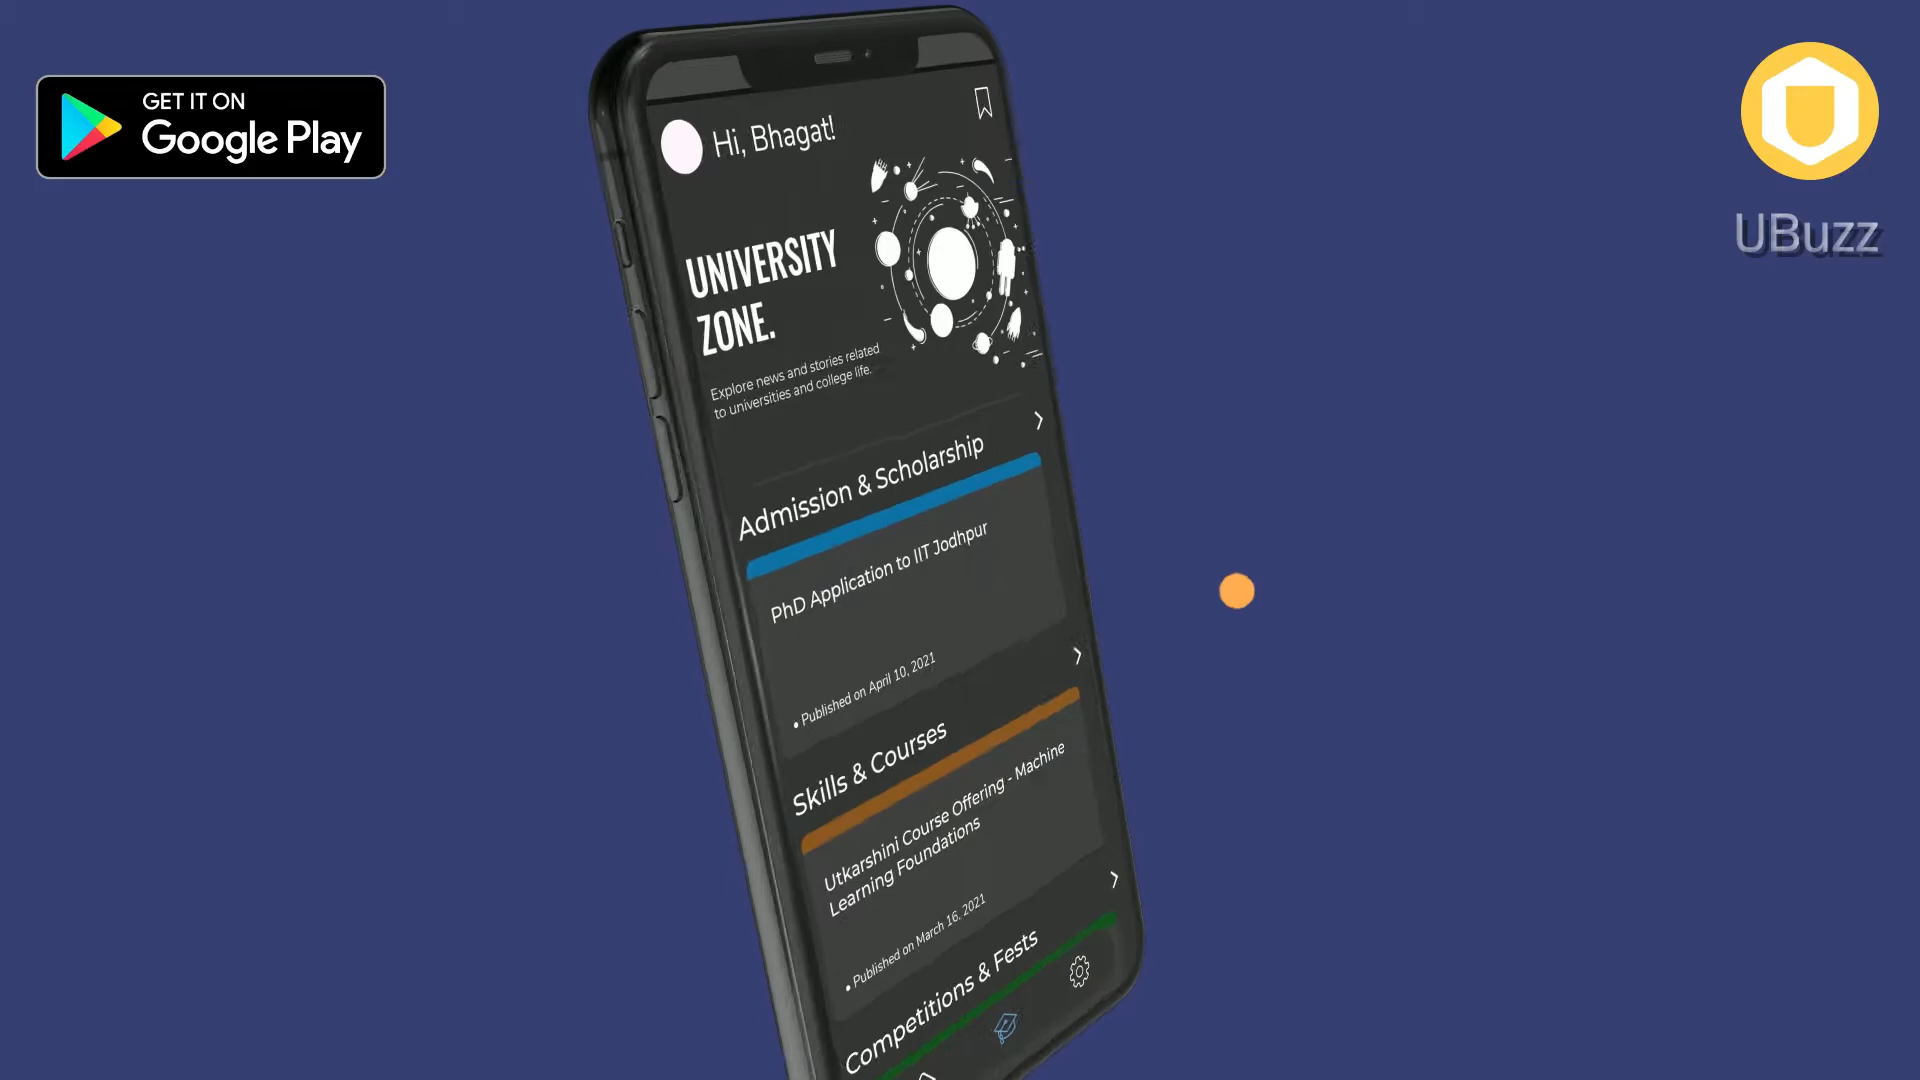 GET IT ON
Google Play
UBuzz
Hi, Bhagat!
UNIVERSITY
ZONE.
Explore news and stories related
to universities and college life.
Admission & Scholarship
PhD Application to IIT Jodhpur
• Published on April 10, 2021
Skills & Courses
Utkarshini Course Offering - Machine
Learning Foundations
• Published on March 16, 2021
Competitions & Fests